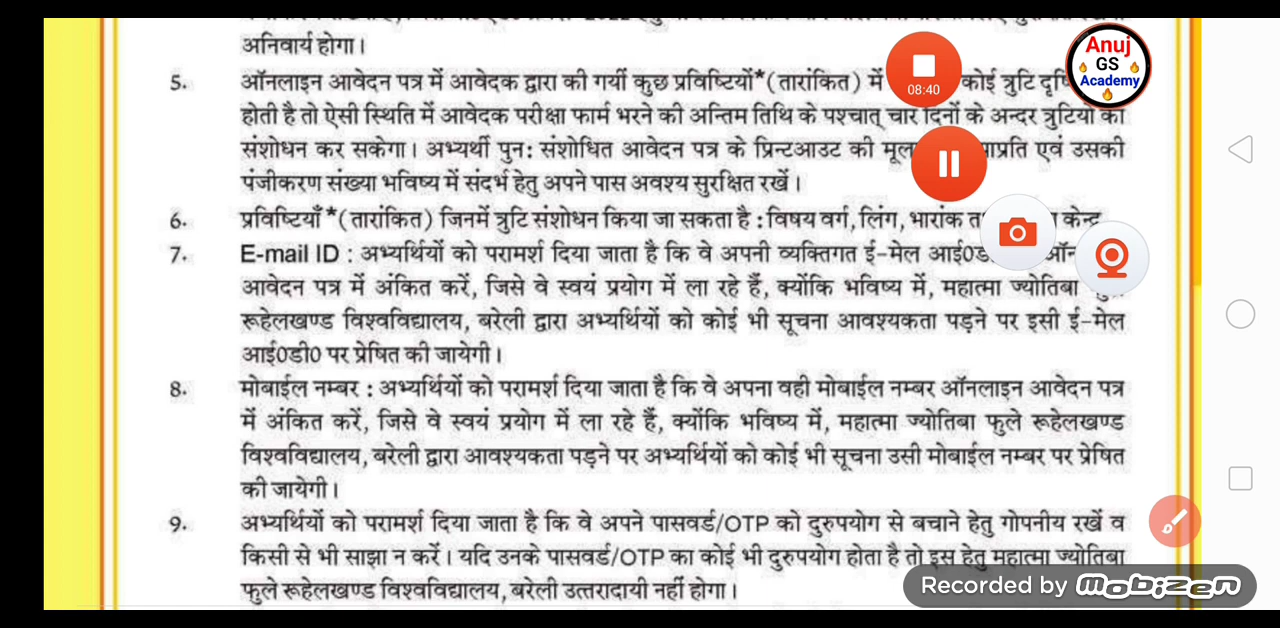 अनिवार्य होगा।
5. ऑनलाइन आवेदन पत्र में आवेदक द्वारा की गयीं कुछ प्रविष्टियों*(तारांकित) में कोई त्रुटि
होती है तो ऐसी स्थिति में आवेदक परीक्षा फार्म भरने की अन्तिम तिथि के पश्चात् चार दिनों के अन्दर त्रुटियों का
संशोधन कर सकेगा। अभ्यर्थी पुन: संशोधित आवेदन पत्र के प्रिन्टआउट की मूल एवं उसकी
पंजीकरण संख्या भविष्य में संदर्भ हेतु अपने पास अवश्य सुरक्षित रखें।
6. प्रविष्टियाँ*(तारांकित) जिनमें त्रुटि संशोधन किया जा सकता है : विषय वर्ग, लिंग, भारांक केन्द्र
7. E-mail ID : अभ्यर्थियों को परामर्श दिया जाता है कि वे अपनी व्यक्तिगत ई-मेल
आवेदन पत्र में अंकित करें, जिसे वे स्वयं प्रयोग में ला रहे हैं, क्योंकि भविष्य में, महात्मा ज्योतिबा
रूहेलखण्ड विश्वविद्यालय, बरेली द्वारा अभ्यर्थियों को कोई भी सूचना आवश्यकता पड़ने पर इसी ई-मेल
आई0डी0 पर प्रेषित की जायेगी।
8. मोबाईल नम्बर : अभ्यर्थियों को परामर्श दिया जाता है कि वे अपना वही मोबाईल नम्बर ऑनलाइन आवेदन पत्र
में अंकित करें, जिसे वे स्वयं प्रयोग में ला रहे हैं, क्योंकि भविष्य में, महात्मा ज्योतिबा फुले रूहेलखण्ड
विश्वविद्यालय, बरेली द्वारा आवश्यकता पड़ने पर अभ्यर्थियों को कोई भी सूचना उसी मोबाईल नम्बर पर प्रेषित
की जायेगी।
9. अभ्यर्थियों को परामर्श दिया जाता है कि वे अपने पासवर्ड/OTP को दुरुपयोग से बचाने हेतु गोपनीय रखें व
किसी से भी साझा न करें। यदि उनके पासवर्ड/OTP का कोई भी दुरुपयोग होता है तो इस हेतु महात्मा ज्योतिबा
फुले रूहेलखण्ड विश्वविद्यालय, बरेली उत्तरादायी नहीं होगा।
Anuj
GS
Academy
08:40
Recorded by Mobizen